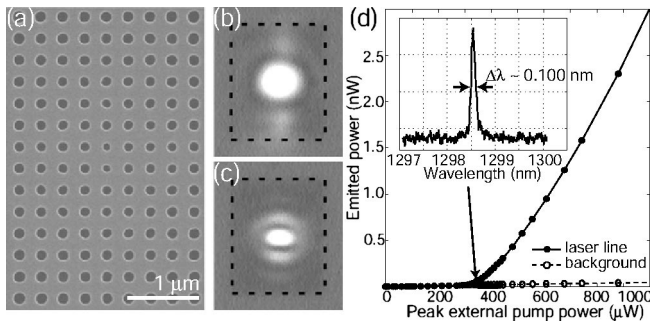 (a)
1 μm
(b)
(c)
(d)
Emitted power (nW)
3.0
2.5
2.0
1.5
1.0
0.5
Δλ ~ 0.100 nm
1297 1298 1299 1300
Wavelength (nm)
laser line
background
0 200 400 600 800 1000
Peak external pump power (μW)